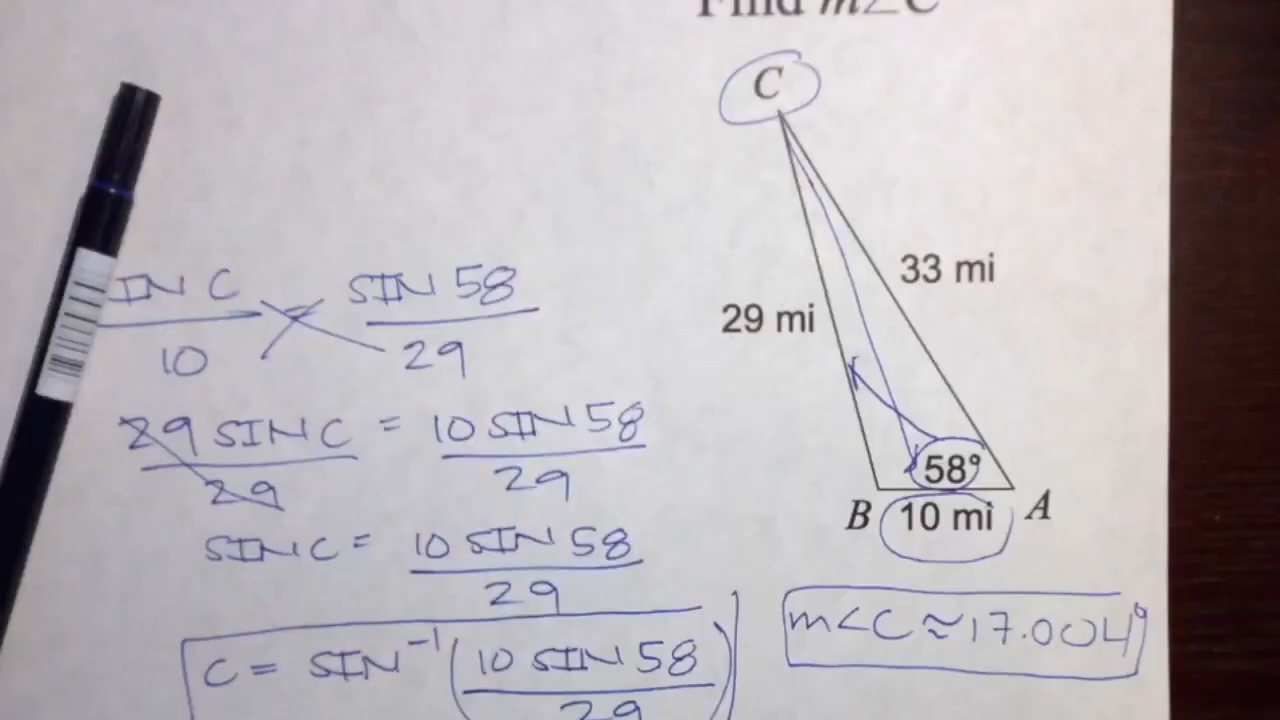 Find m∠C
C
33 mi
29 mi
58°
B 10 mi A
IN C / 10 = SIN 58 / 29
29 SIN C / 29 = 10 SIN 58 / 29
SIN C = 10 SIN 58 / 29
C = SIN⁻¹ (10 SIN 58 / 29)
m<C ≈ 17.004°